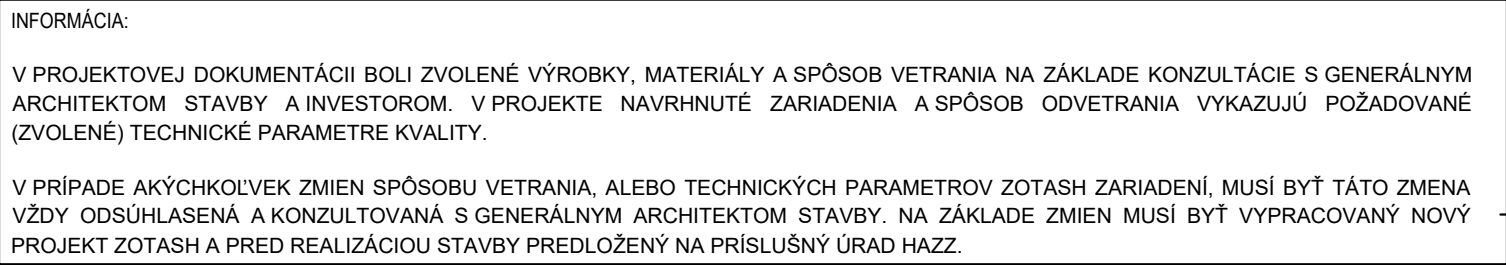 INFORMÁCIA:
V PROJEKTOVEJ DOKUMENTÁCII BOLI ZVOLENÉ VÝROBKY, MATERIÁLY A SPÔSOB VETRANIA NA ZÁKLADE KONZULTÁCIE S GENERÁLNYM
ARCHITEKTOM STAVBY A INVESTOROM. V PROJEKTE NAVRHNUTÉ ZARIADENIA A SPÔSOB ODVETRANIA VYKAZUJÚ POŽADOVANÉ
(ZVOLENÉ) TECHNICKÉ PARAMETRE KVALITY.
V PRÍPADE AKÝCHKOĽVEK ZMIEN SPÔSOBU VETRANIA, ALEBO TECHNICKÝCH PARAMETROV ZOTASH ZARIADENÍ, MUSÍ BYŤ TÁTO ZMENA
VŽDY ODSÚHLASENÁ A KONZULTOVANÁ S GENERÁLNYM ARCHITEKTOM STAVBY. NA ZÁKLADE ZMIEN MUSÍ BYŤ VYPRACOVANÝ NOVÝ
PROJEKT ZOTASH A PRED REALIZÁCIOU STAVBY PREDLOŽENÝ NA PRÍSLUŠNÝ ÚRAD HAZZ.